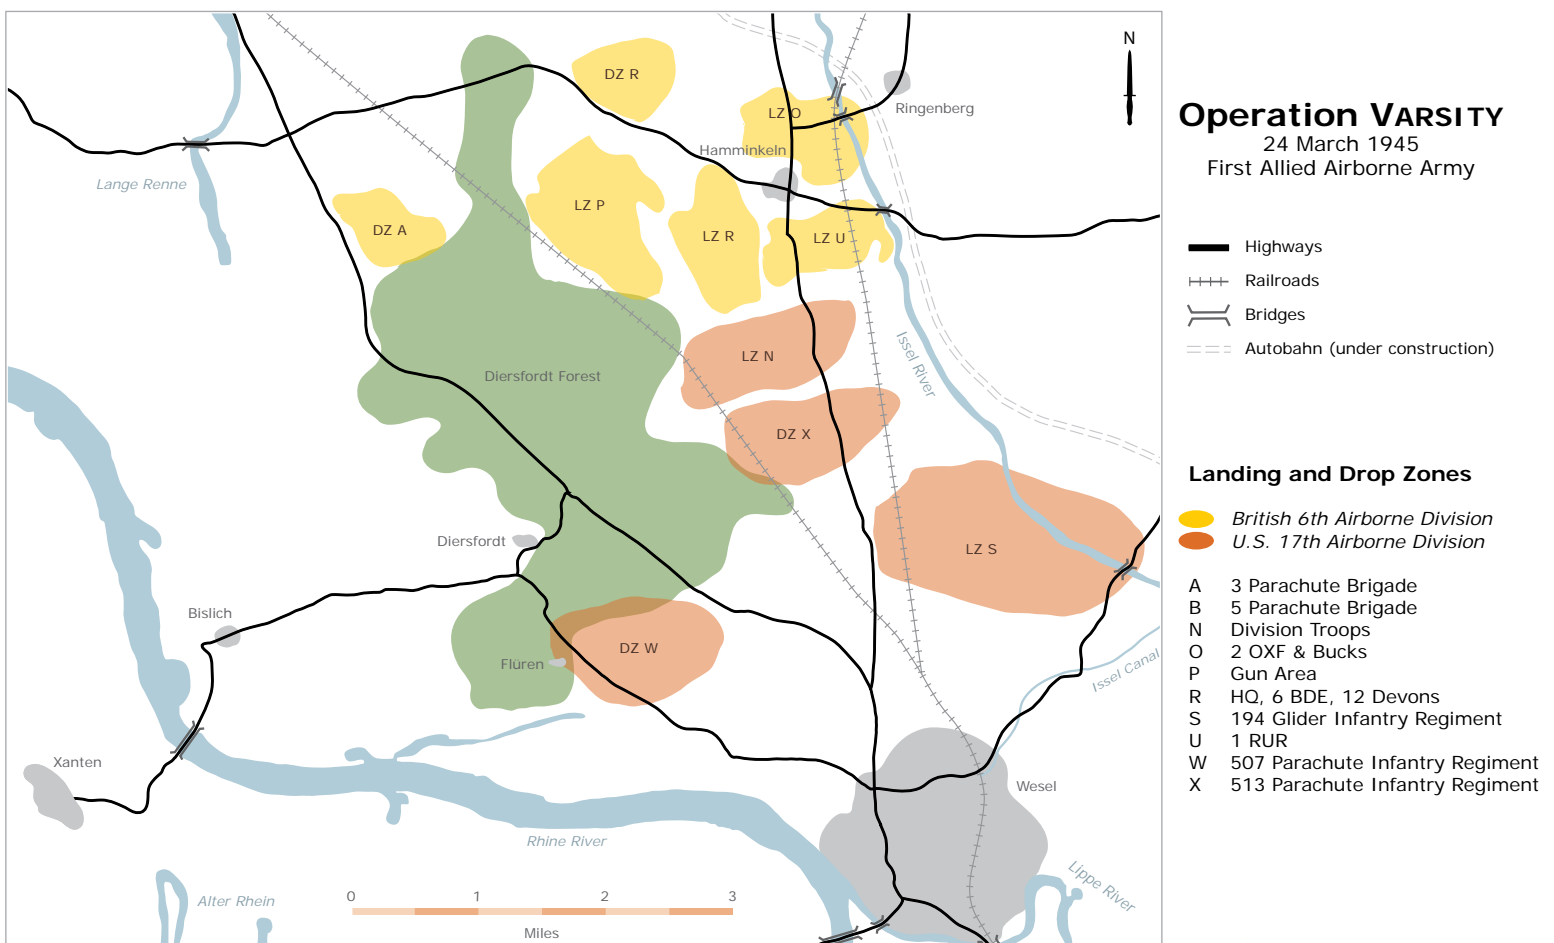 DZ R
N
LZ O
Ringenberg
Hamminkeln
Lange Renne
LZ P
DZ A
LZ R
LZ U
LZ N
Issel River
Diersfordt Forest
DZ X
Diersfordt
LZ S
Bislich
DZ W
Flüren
Issel Canal
Xanten
Wesel
Rhine River
Lippe River
Alter Rhein
0 1 2 3
Miles
Operation VARSITY
24 March 1945
First Allied Airborne Army
Highways
Railroads
Bridges
Autobahn (under construction)
Landing and Drop Zones
British 6th Airborne Division
U.S. 17th Airborne Division
A 3 Parachute Brigade
B 5 Parachute Brigade
N Division Troops
O 2 OXF & Bucks
P Gun Area
R HQ, 6 BDE, 12 Devons
S 194 Glider Infantry Regiment
U 1 RUR
W 507 Parachute Infantry Regiment
X 513 Parachute Infantry Regiment